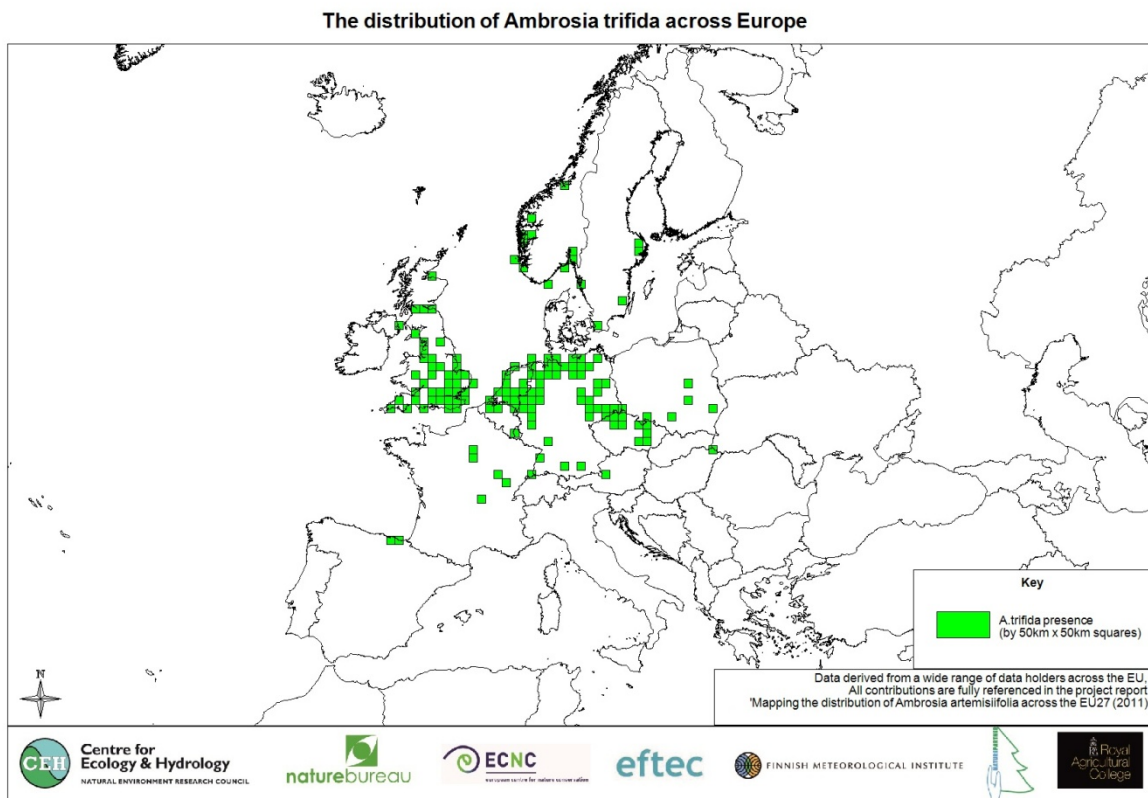 The distribution of Ambrosia trifida across Europe
Key
A.trifida presence
(by 50km x 50km squares)
Data derived from a wide range of data holders across the EU,
All contributions are fully referenced in the project report
'Mapping the distribution of Ambrosia artemisiifolia across the EU27 (2011)
N
CEH
Centre for
Ecology & Hydrology
NATURAL ENVIRONMENT RESEARCH COUNCIL
naturebureau
ECNC
european centre for nature conservation
eftec
FINNISH METEOROLOGICAL INSTITUTE
Royal
Agricultural
College